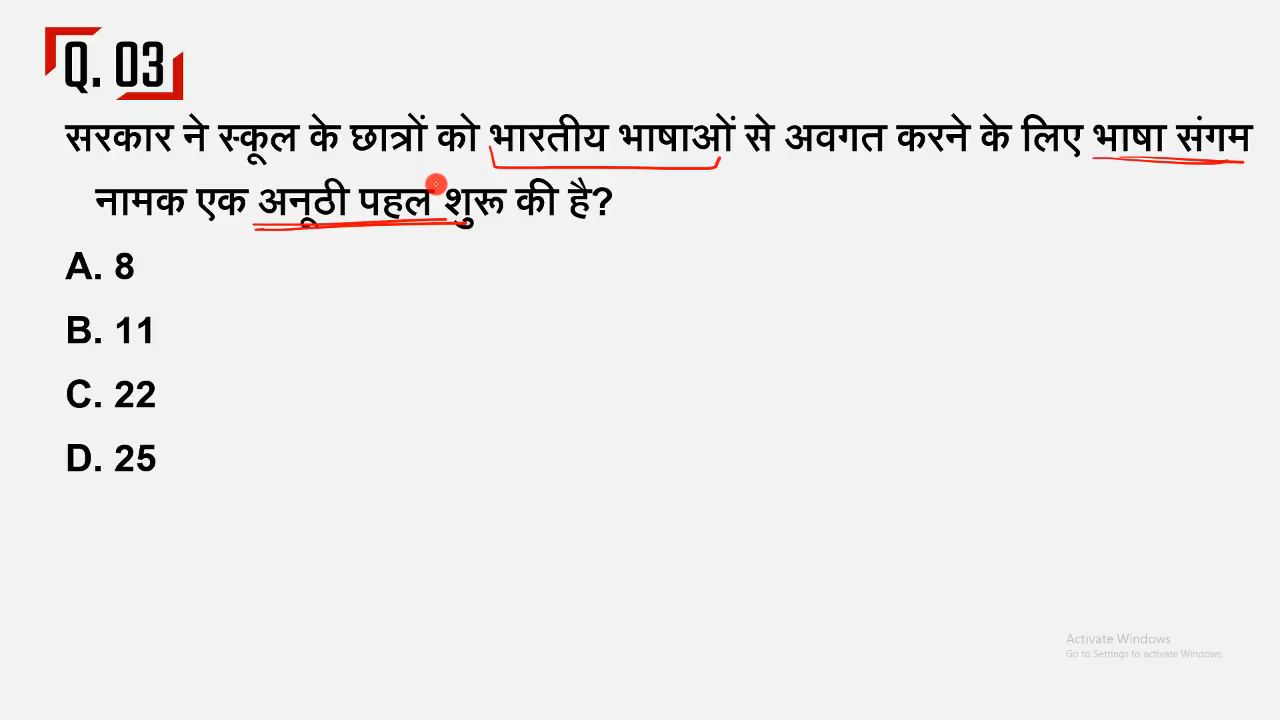 Q. 03
सरकार ने स्कूल के छात्रों को भारतीय भाषाओं से अवगत करने के लिए भाषा संगम
नामक एक अनूठी पहल शुरू की है?
A. 8
B. 11
C. 22
D. 25
Activate Windows
Go to Settings to activate Windows.